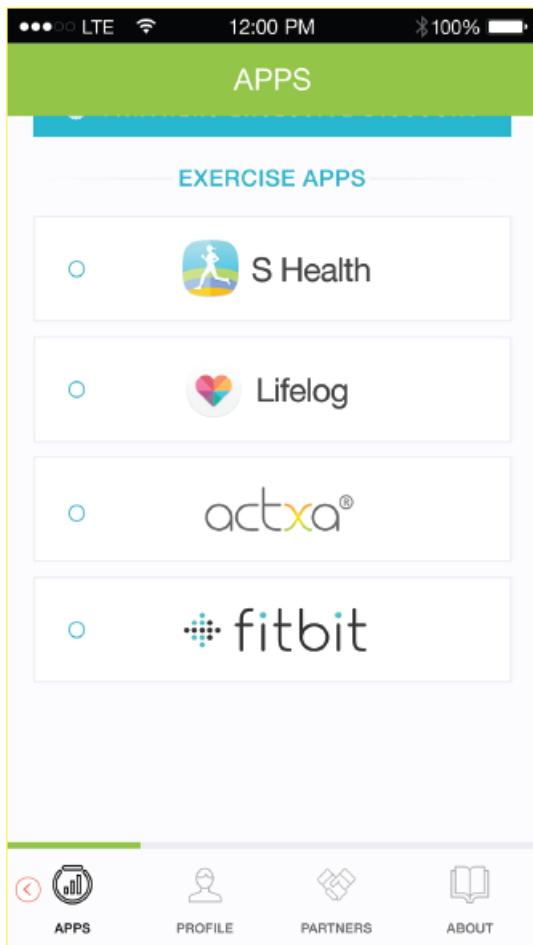 LTE 12:00 PM 100%
APPS
EXERCISE APPS
S Health
Lifelog
actxa®
fitbit
APPS PROFILE PARTNERS ABOUT